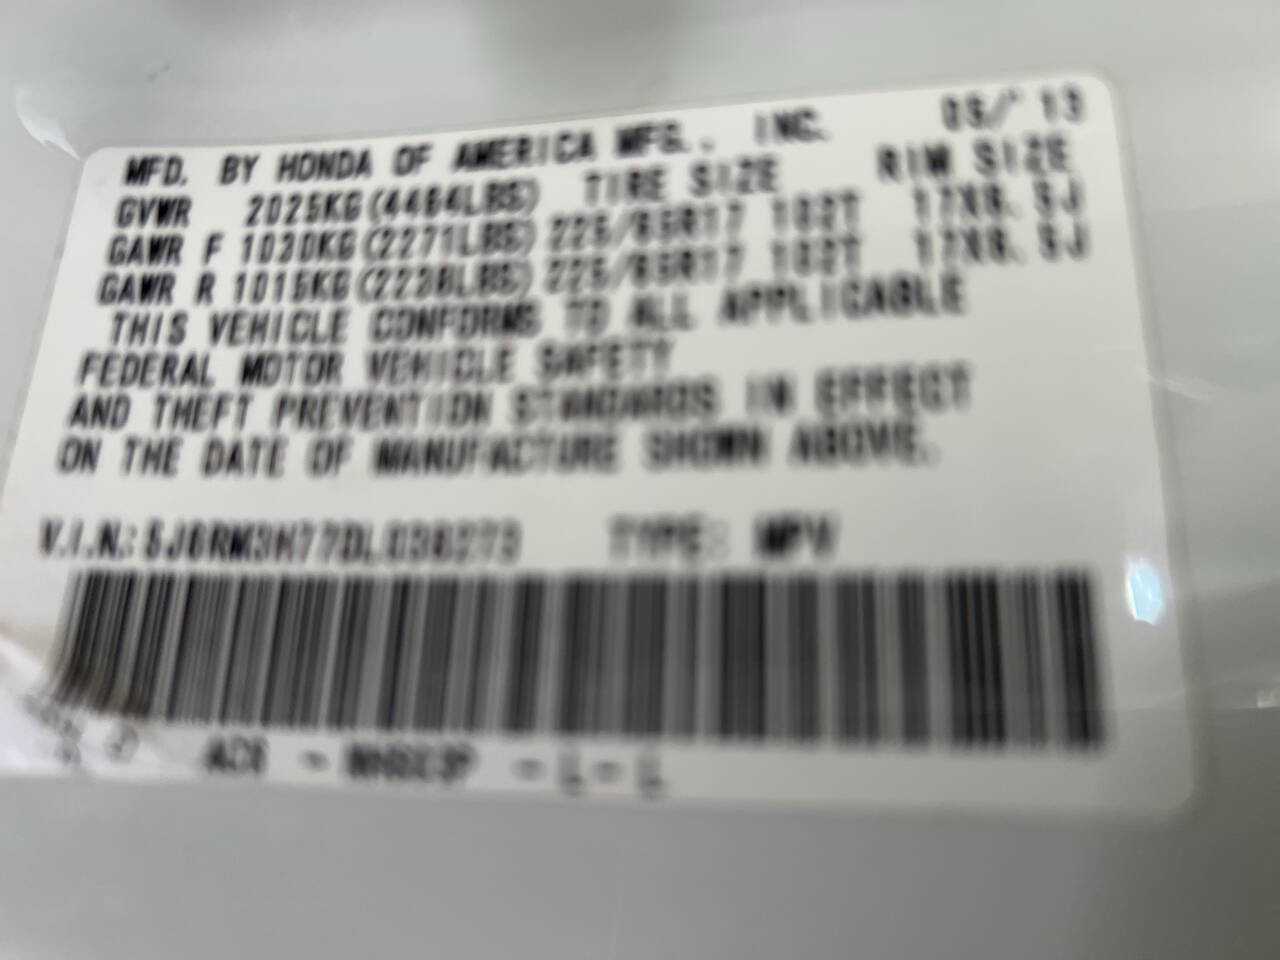 MFD. BY HONDA OF AMERICA MFG., INC. 05/'13
GVWR 2025KG(4464LBS) TIRE SIZE RIM SIZE
GAWR F 1030KG(2271LBS) 225/65R17 102T 17X6.5J
GAWR R 1015KG(2238LBS) 225/65R17 102T 17X6.5J
THIS VEHICLE CONFORMS TO ALL APPLICABLE
FEDERAL MOTOR VEHICLE SAFETY
AND THEFT PREVENTION STANDARDS IN EFFECT
ON THE DATE OF MANUFACTURE SHOWN ABOVE.
V.I.N.: TYPE: MPV
- L - L